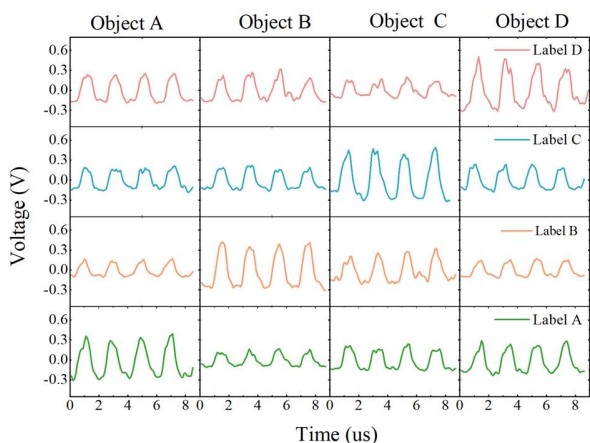 Object A Object B Object C Object D
0.6 Label D
0.3
0.0
-0.3
0.6 Label C
0.3
0.0
-0.3
0.6 Label B
0.3
0.0
-0.3
0.6 Label A
0.3
0.0
-0.3
0 2 4 6 8 0 2 4 6 8 0 2 4 6 8 0 2 4 6 8
Voltage (V)
Time (us)